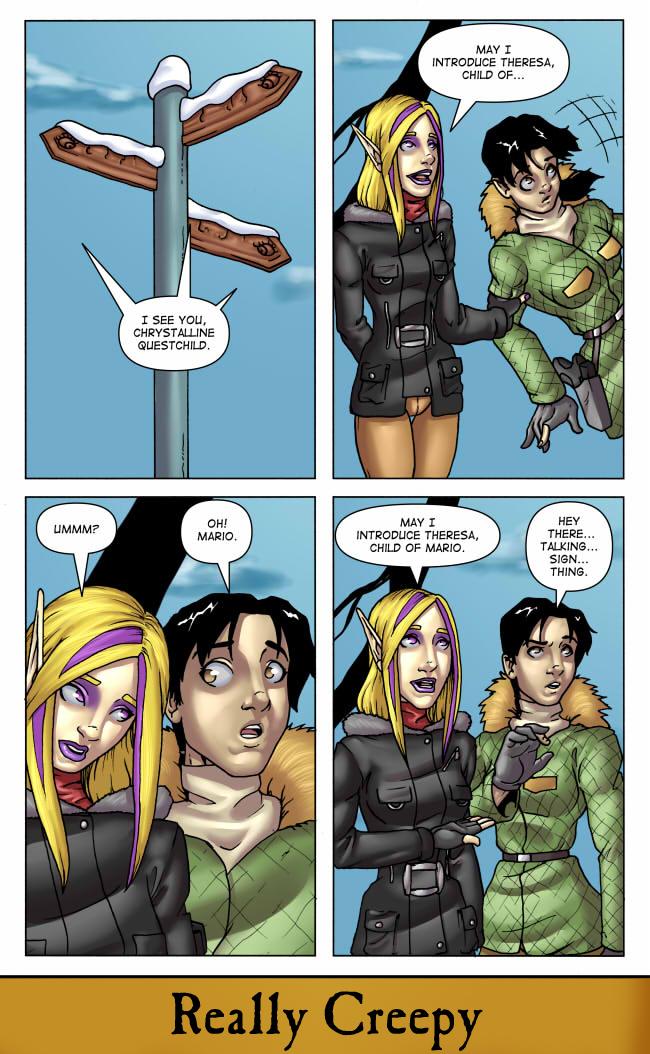 I SEE YOU,
CHRYSTALLINE
QUESTCHILD.
MAY I
INTRODUCE THERESA,
CHILD OF...
UMMM?
OH!
MARIO.
MAY I
INTRODUCE THERESA,
CHILD OF MARIO.
HEY
THERE...
TALKING...
SIGN...
THING.
Really Creepy